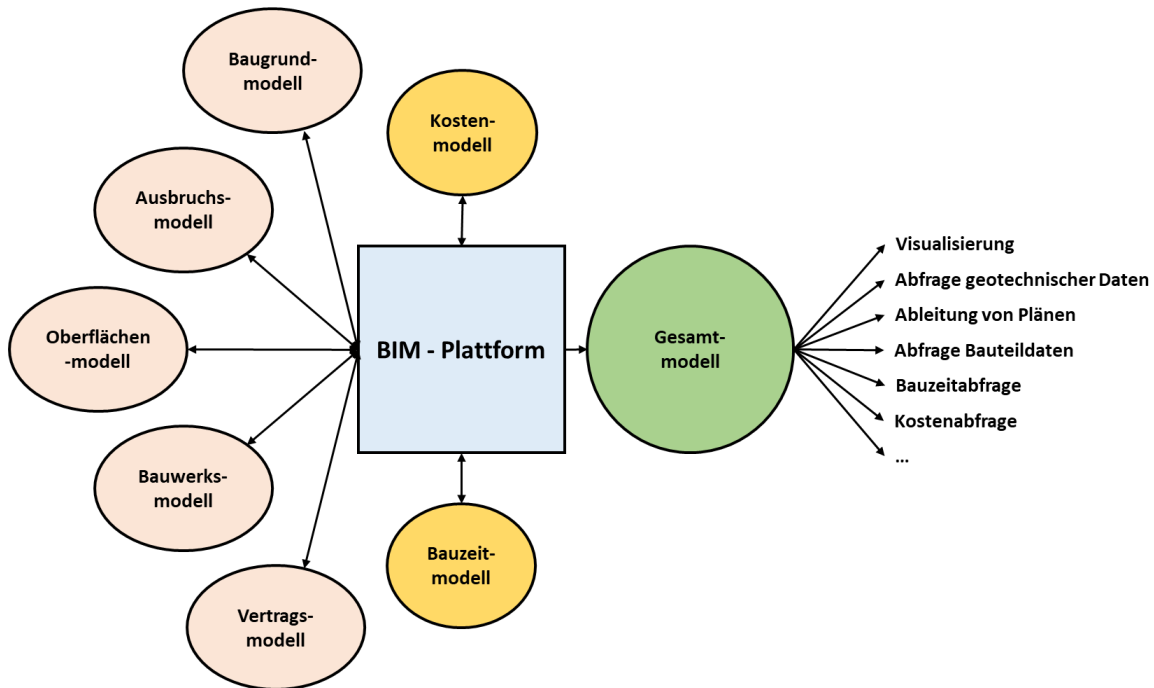 Baugrund-
modell
Kosten-
modell
Ausbruchs-
modell
Oberflächen
-modell
BIM - Plattform
Gesamt-
modell
Visualisierung
Abfrage geotechnischer Daten
Ableitung von Plänen
Abfrage Bauteildaten
Bauzeitabfrage
Kostenabfrage
...
Bauwerks-
modell
Bauzeit-
modell
Vertrags-
modell